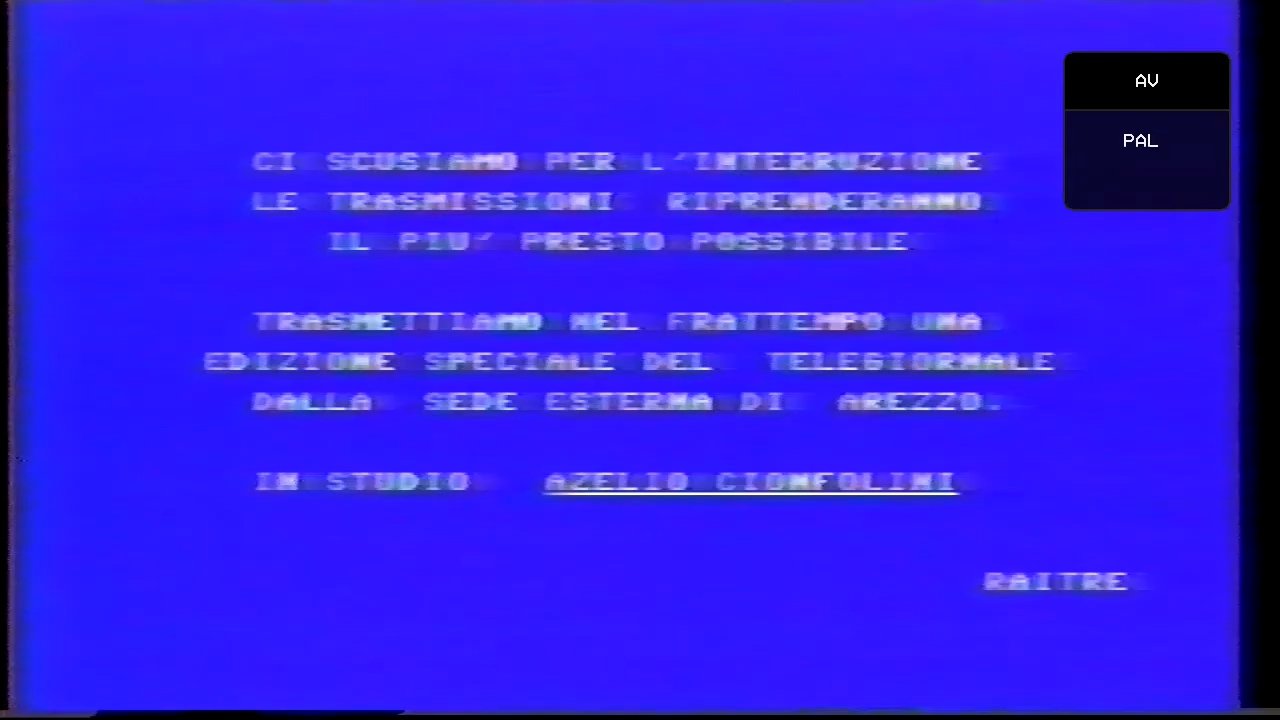 AV
PAL
CI SCUSIAMO PER L'INTERRUZIONE
LE TRASMISSIONI RIPRENDERANNO
IL PIU' PRESTO POSSIBILE
TRASMETTIAMO NEL FRATTEMPO UNA
EDIZIONE SPECIALE DEL TELEGIORNALE
DALLA SEDE ESTERNA DI AREZZO.
IN STUDIO AZELIO CIONFOLINI
RAITRE